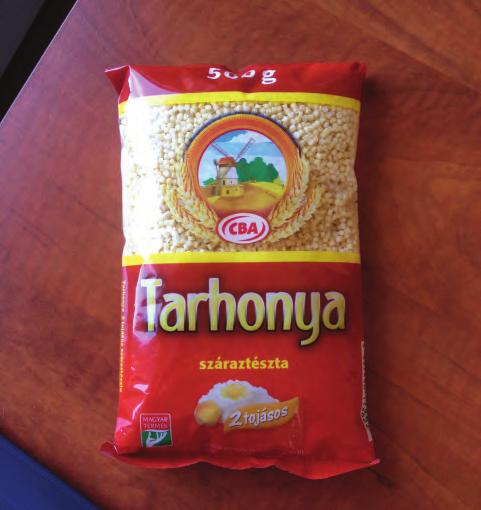 500 g
CBA
Tarhonya
száraztészta
2 tojásos
MAGYAR
TERMÉK